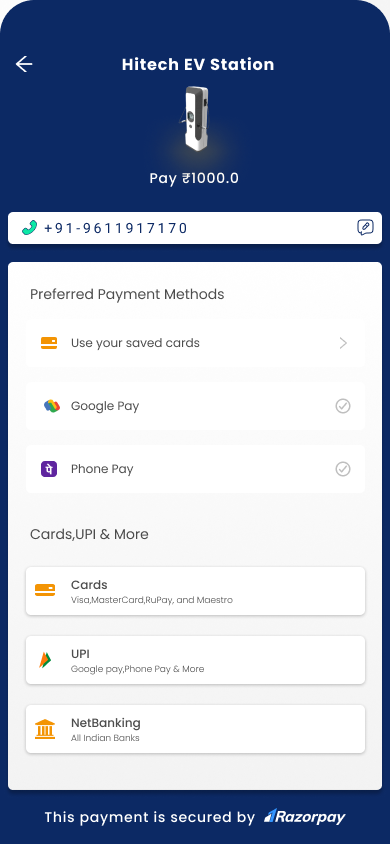 Hitech EV Station
Pay ₹1000.0
+91-9611917170
Preferred Payment Methods
Use your saved cards
Google Pay
पे
Phone Pay
Cards,UPI & More
Cards
Visa,MasterCard,RuPay, and Maestro
UPI
Google pay,Phone Pay & More
NetBanking
All Indian Banks
This payment is secured by Razorpay